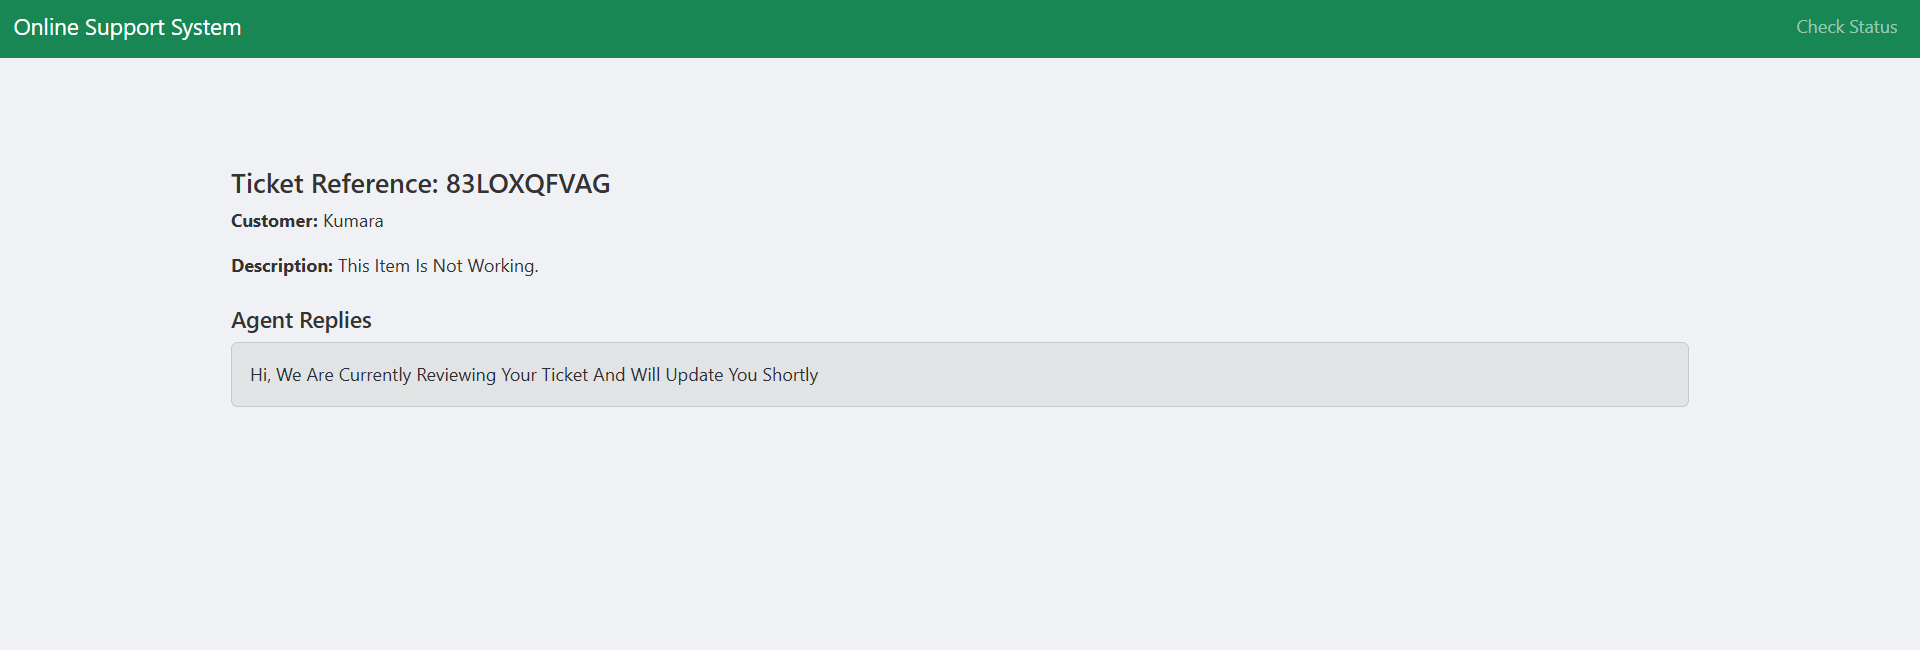 Online Support System
Check Status
Ticket Reference: 83LOXQFVAG
Customer: Kumara
Description: This Item Is Not Working.
Agent Replies
Hi, We Are Currently Reviewing Your Ticket And Will Update You Shortly